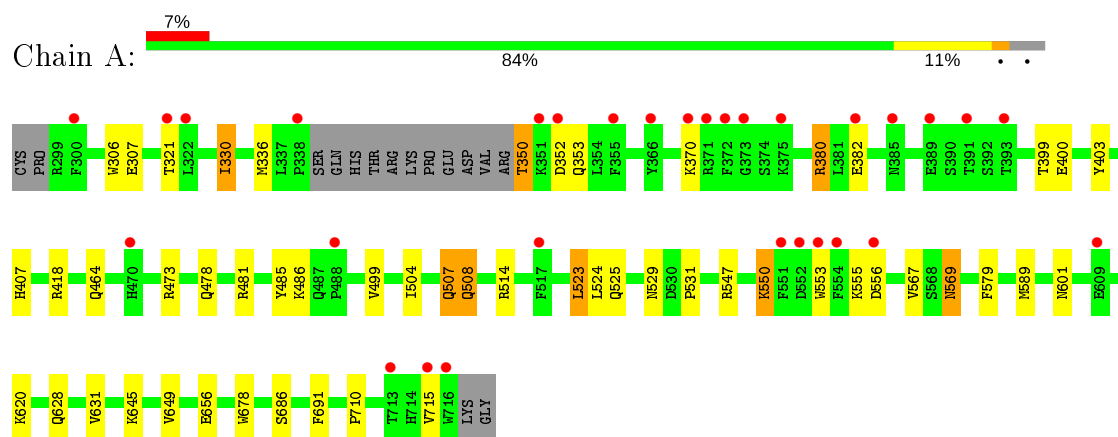 7%
Chain A:
84% 11% • •
CYS PRO R299 F300 W306 E307 T321 L322 I330 M336 L337 P338 SER GLN HIS THR ARG LYS PRO GLU ASP VAL ARG T350 K351 D352 Q353 L354 F355 Y366 K370 R371 F372 G373 S374 K375 R380 L381 E382 N385 E389 S390 T391 S392 T393 T399 E400 Y403
H407 R418 Q464 H470 R473 Q478 R481 Y485 K486 Q487 P488 V499 I504 Q507 Q508 R514 F517 L523 L524 Q525 N529 D530 P531 R547 K550 F551 D552 W553 F554 K555 D556 V567 S568 N569 F579 M589 N601 E609
K620 Q628 V631 K645 V649 E656 W678 S686 F691 P710 T713 H714 V715 W716 LYS GLY